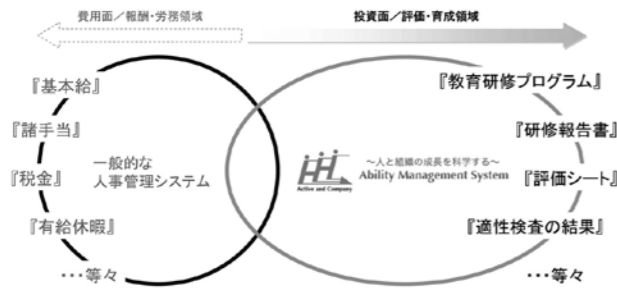 費用面／報酬・労務領域
投資面／評価・育成領域
『基本給』
『諸手当』
『税金』
『有給休暇』
・・・等々
一般的な
人事管理システム
～人と組織の成長を科学する～
Ability Management System
Active and Company
『教育研修プログラム』
『研修報告書』
『評価シート』
『適性検査の結果』
・・・等々